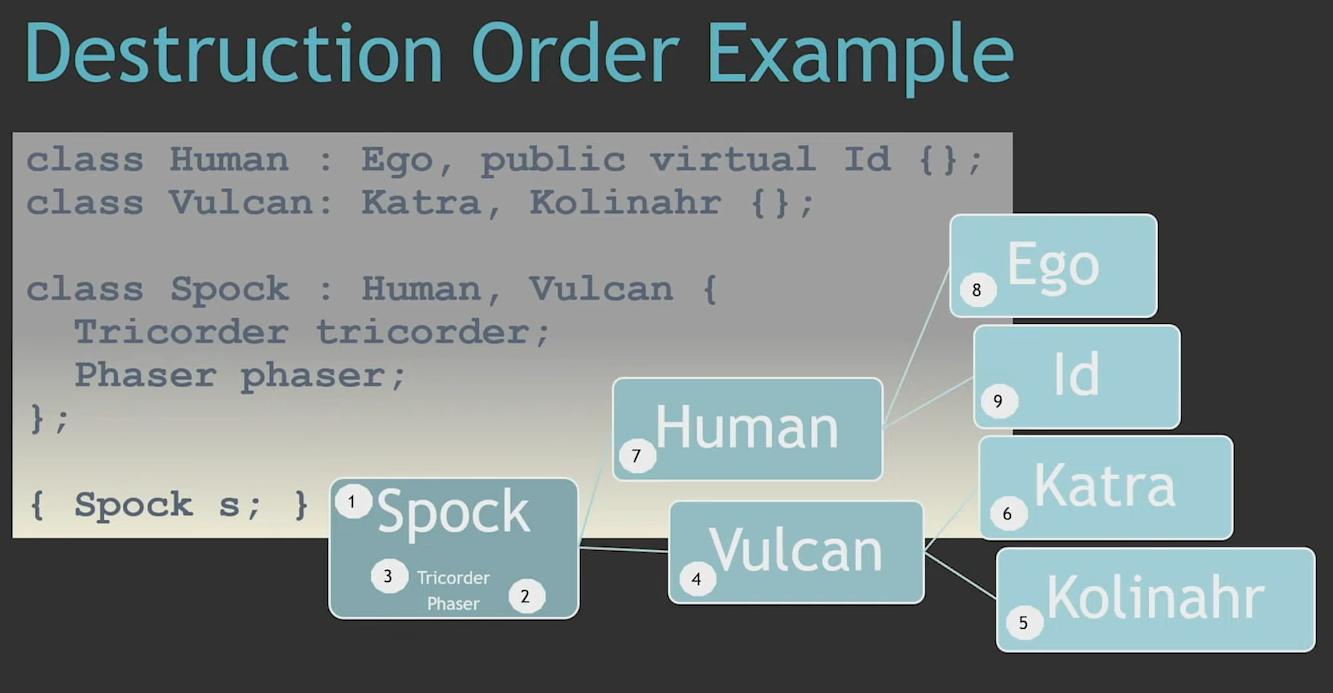 Destruction Order Example
class Human : Ego, public virtual Id {};
class Vulcan: Katra, Kolinahr {};
class Spock : Human, Vulcan {
Tricorder tricorder;
Phaser phaser;
};
{ Spock s; }
1 Spock
3 Tricorder
Phaser 2
Human
7
Vulcan
4
Ego
8
Id
9
Katra
6
Kolinahr
5